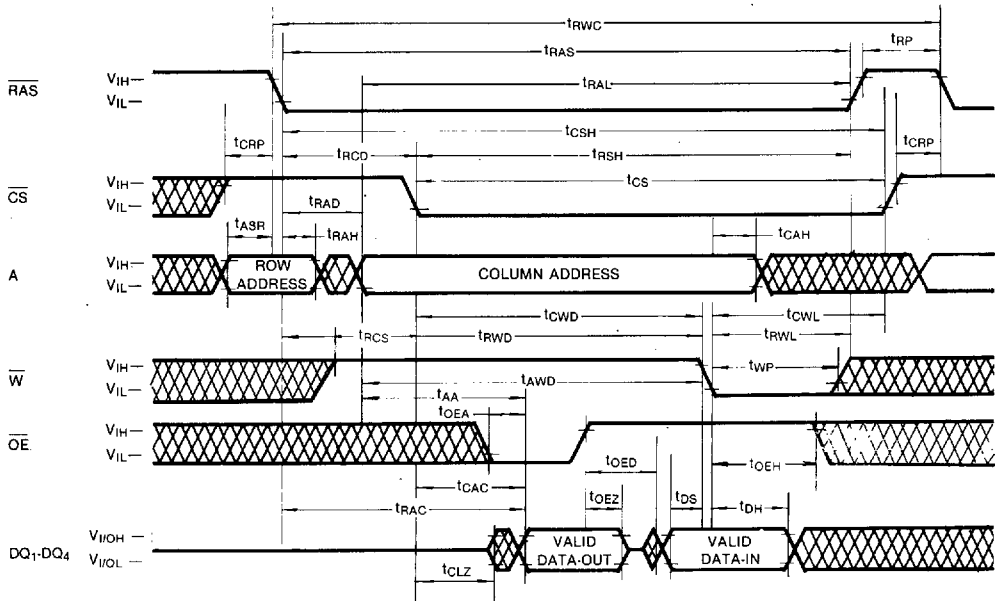 tRWC
tRAS
tRP
RAS
VIH—
VIL—
tRAL
tCSH
tCRP
tRCD
tRSH
tCRP
CS
VIH—
VIL—
tCS
tRAD
tASR
tRAH
tCAH
A
VIH—
VIL—
ROW
ADDRESS
COLUMN ADDRESS
tCWD
tCWL
tRCS
tRWD
tRWL
W
VIH—
VIL—
tWP
tAWD
tAA
tOEA
OE
VIH—
VIL—
tOED
tOEH
tCAC
tOEZ
tDS
tDH
tRAC
DQ1-DQ4
VI/OH—
VI/OL—
VALID
DATA-OUT
VALID
DATA-IN
tCLZ